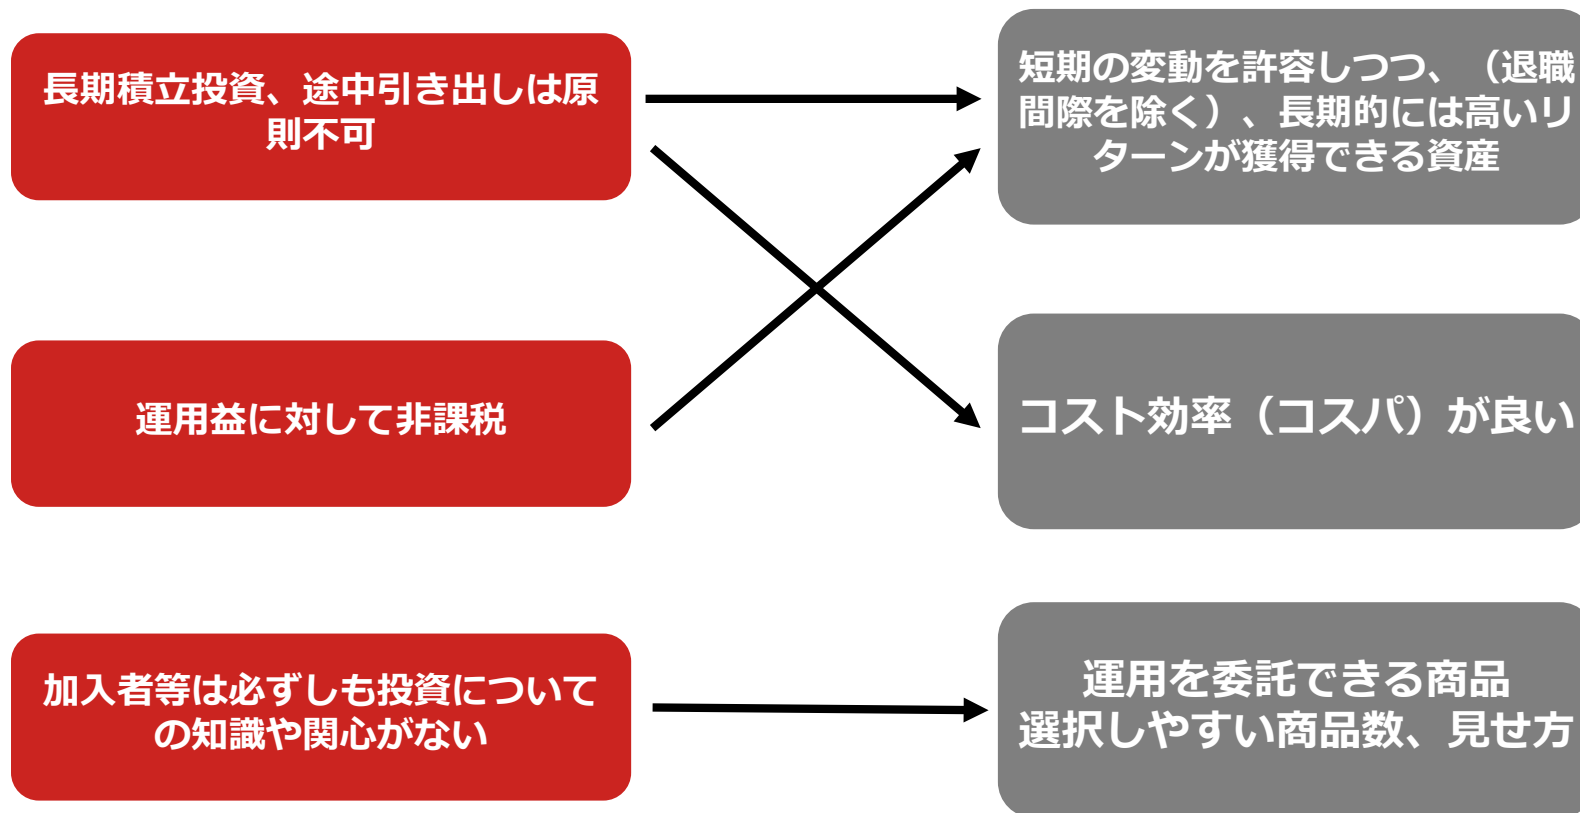 長期積立投資、途中引き出しは原
則不可
短期の変動を許容しつつ、（退職
間際を除く）、長期的には高いリ
ターンが獲得できる資産
運用益に対して非課税
コスト効率（コスパ）が良い
加入者等は必ずしも投資について
の知識や関心がない
運用を委託できる商品
選択しやすい商品数、見せ方